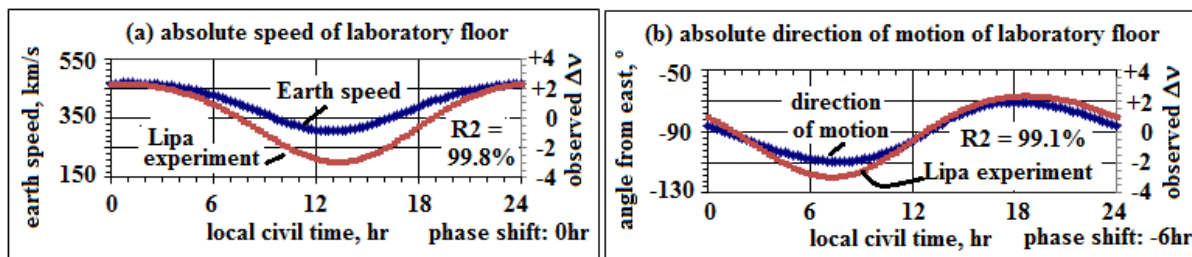 (a) absolute speed of laboratory floor
earth speed, km/s
550
350
150
Earth speed
Lipa
experiment
R2 =
99.8%
+4
+2
0
-2
-4
observed Δν
0 6 12 18 24
local civil time, hr phase shift: 0hr
(b) absolute direction of motion of laboratory floor
angle from east, °
-50
-90
-130
direction
of motion
R2 = 99.1%
Lipa experiment
+4
+2
0
-2
-4
observed Δν
0 6 12 18 24
local civil time, hr phase shift: -6hr